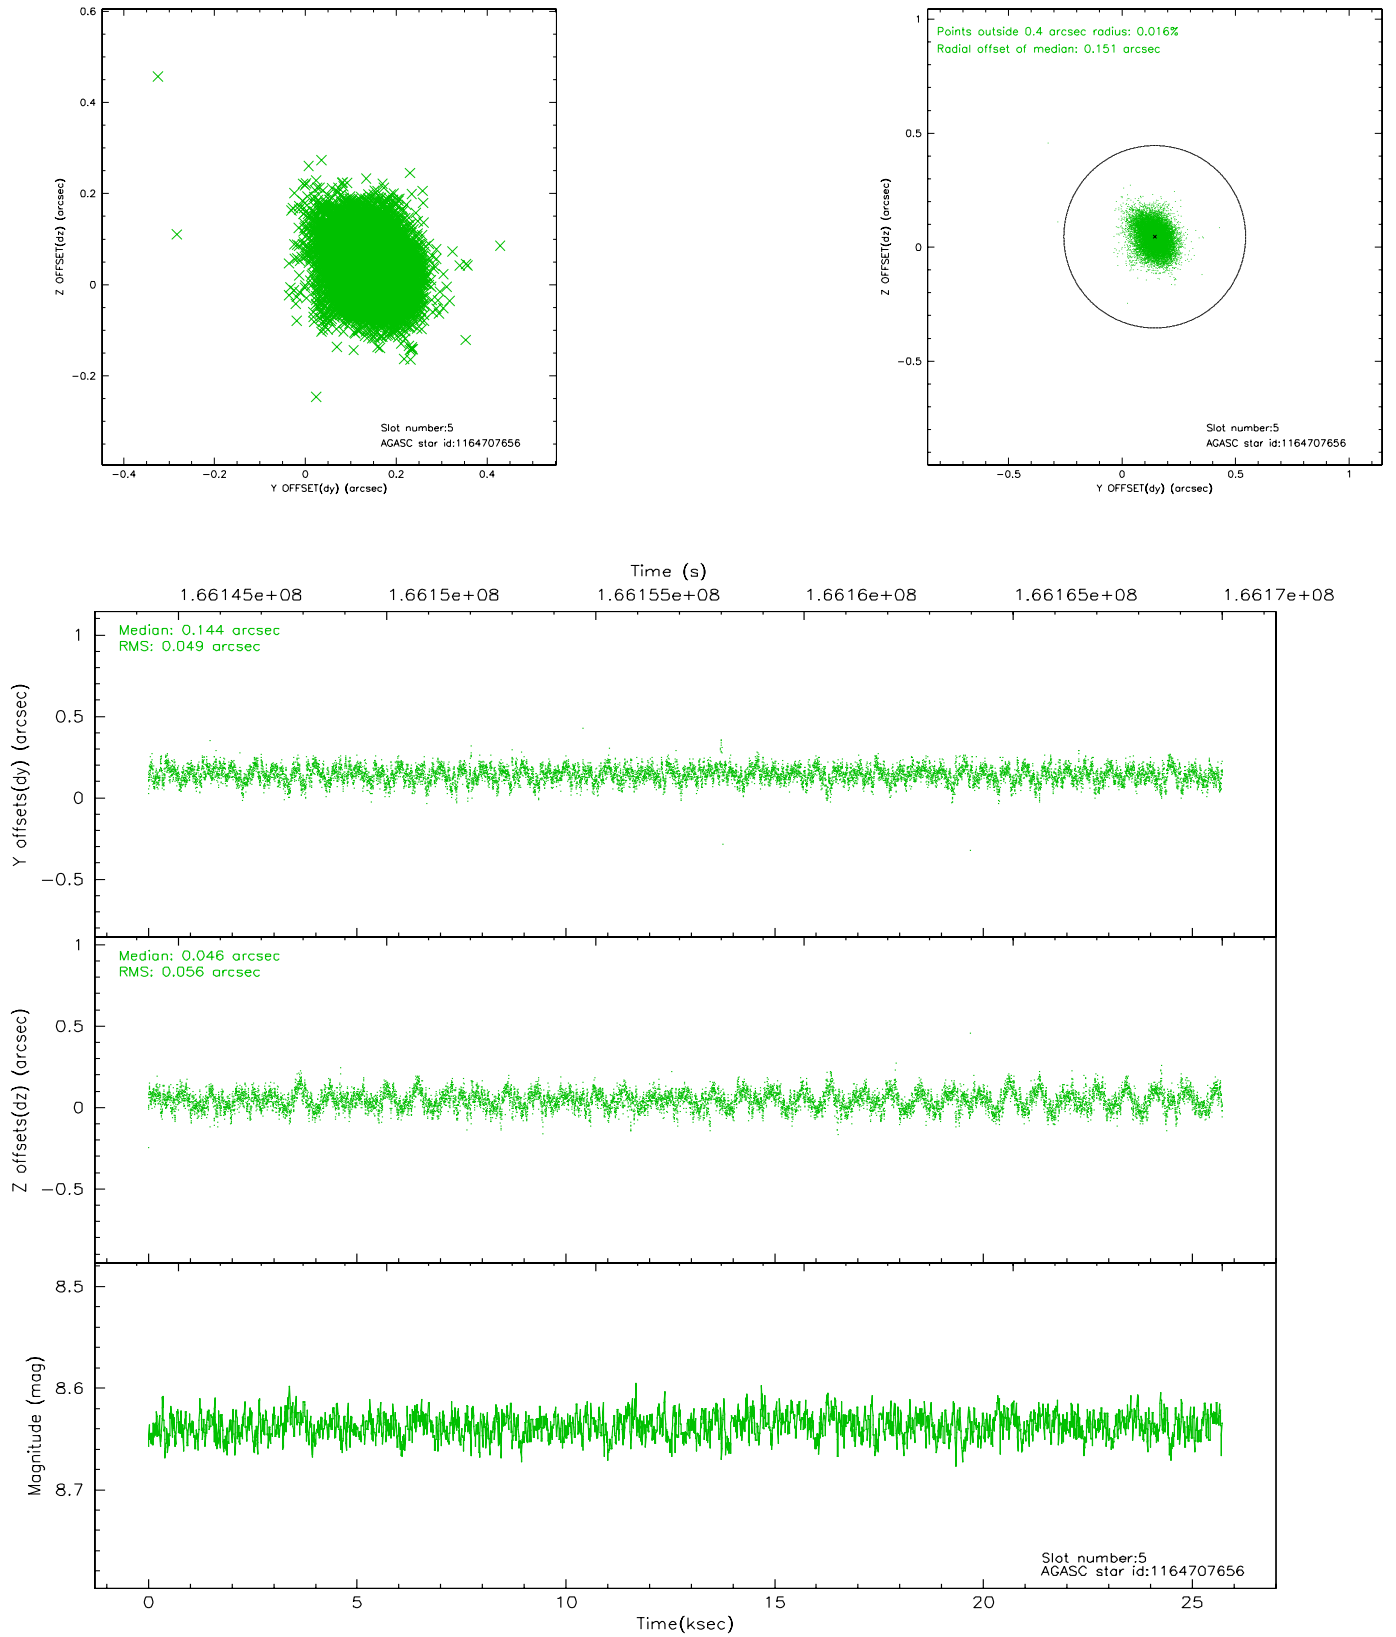 0.6
0.4
0.2
0
−0.2
Z OFFSET(dz) (arcsec)
Slot number:5
AGASC star id:1164707656
−0.4 −0.2 0 0.2 0.4
Y OFFSET(dy) (arcsec)
Points outside 0.4 arcsec radius: 0.016%
Radial offset of median: 0.151 arcsec
1
0.5
0
−0.5
Z OFFSET(dz) (arcsec)
Slot number:5
AGASC star id:1164707656
−0.5 0 0.5 1
Y OFFSET(dy) (arcsec)
Time (s)
1.66145e+08 1.6615e+08 1.66155e+08 1.6616e+08 1.66165e+08 1.6617e+08
Median: 0.144 arcsec
RMS: 0.049 arcsec
1
0.5
0
−0.5
Y offsets(dy) (arcsec)
Median: 0.046 arcsec
RMS: 0.056 arcsec
1
0.5
0
−0.5
Z offsets(dz) (arcsec)
8.5
8.6
8.7
Magnitude (mag)
Slot number:5
AGASC star id:1164707656
0 5 10 15 20 25
Time(ksec)